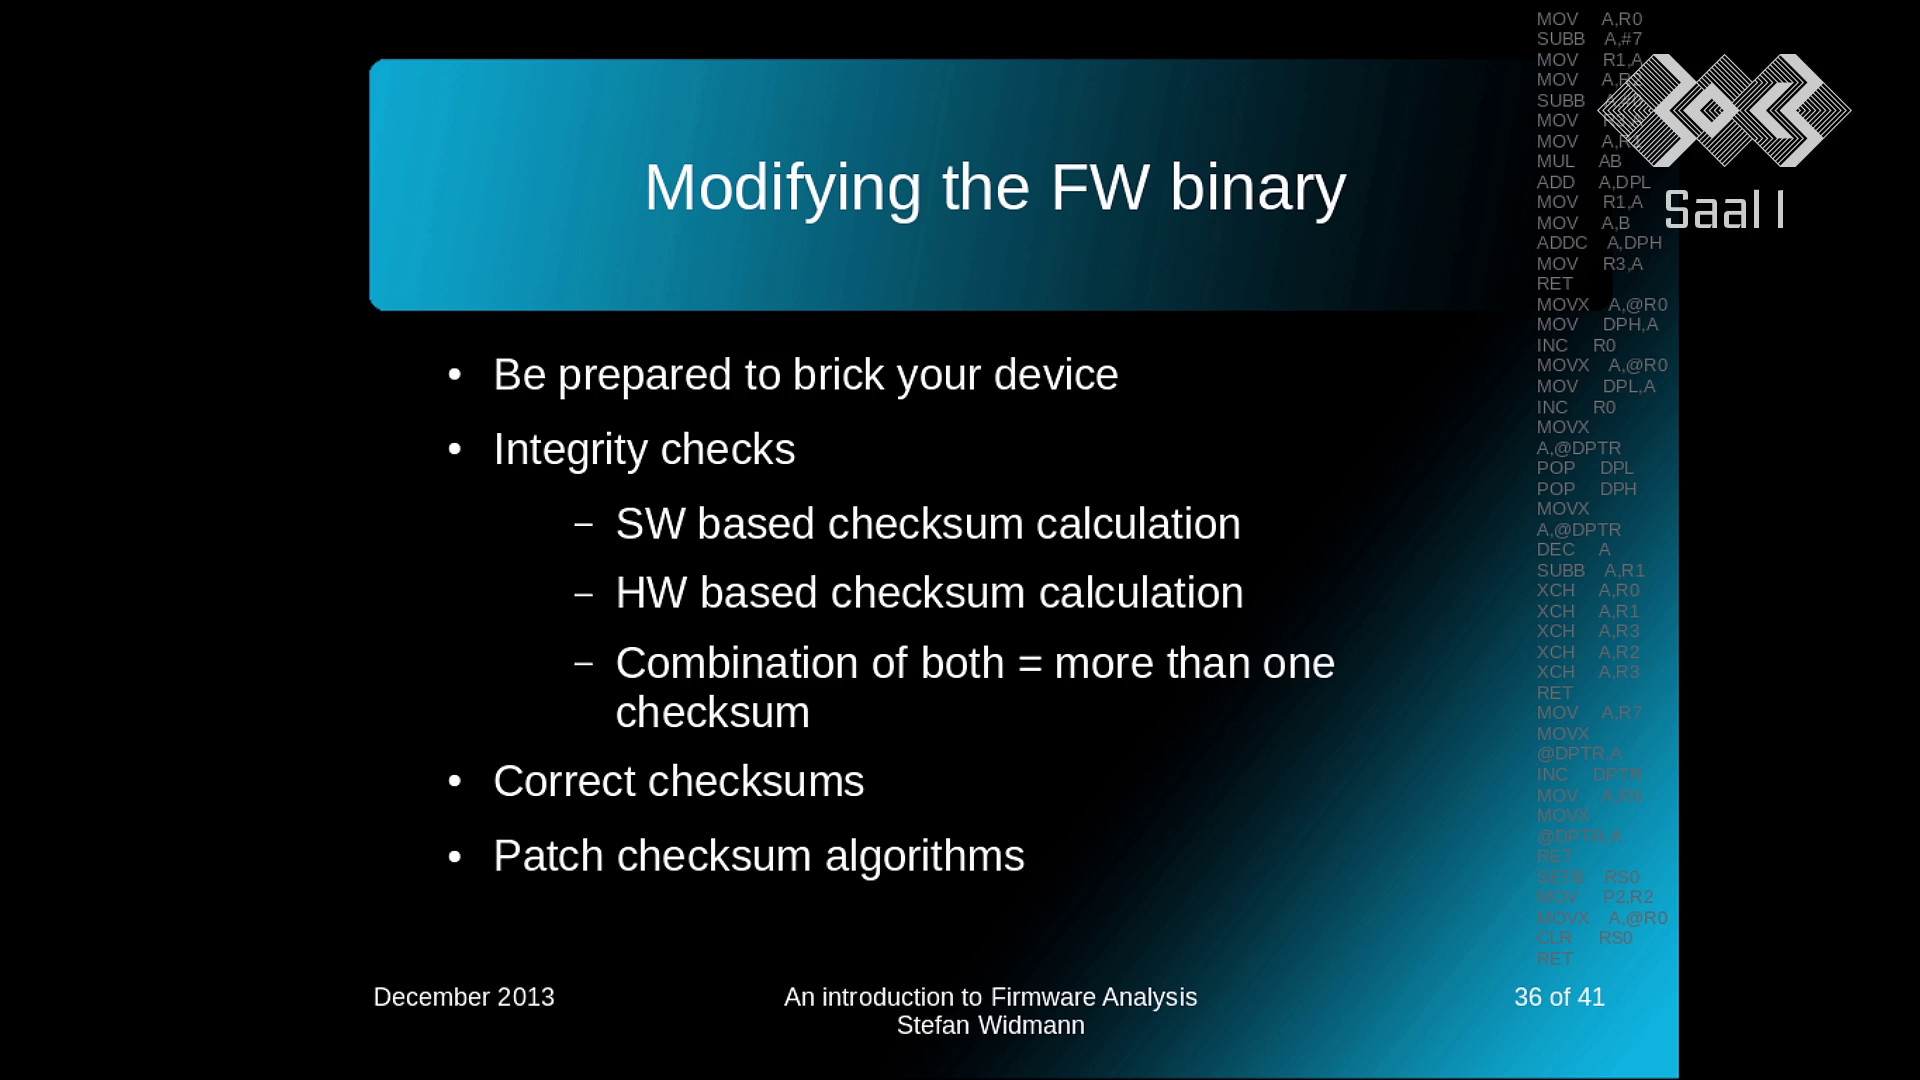 Modifying the FW binary
• Be prepared to brick your device
• Integrity checks
– SW based checksum calculation
– HW based checksum calculation
– Combination of both = more than one
checksum
• Correct checksums
• Patch checksum algorithms
December 2013
An introduction to Firmware Analysis
Stefan Widmann
36 of 41
Saal 1
MOV A,R0
SUBB A,#7
MOV R1,A
MOV
SUBB
MOV
MOV
MUL AB
ADD A,DPL
MOV R1,A
MOV A,B
ADDC A,DPH
MOV R3,A
RET
MOVX A,@R0
MOV DPH,A
INC R0
MOVX A,@R0
MOV DPL,A
INC R0
MOVX
A,@DPTR
POP DPL
POP DPH
MOVX
A,@DPTR
DEC A
SUBB A,R1
XCH A,R0
XCH A,R1
XCH A,R3
XCH A,R2
XCH A,R3
RET
MOV A,R7
MOVX
@DPTR,A
INC DPTR
MOV A,R6
MOVX
@DPTR,A
RET
SETB RS0
MOV P2,R2
MOVX A,@R0
CLR RS0
RET